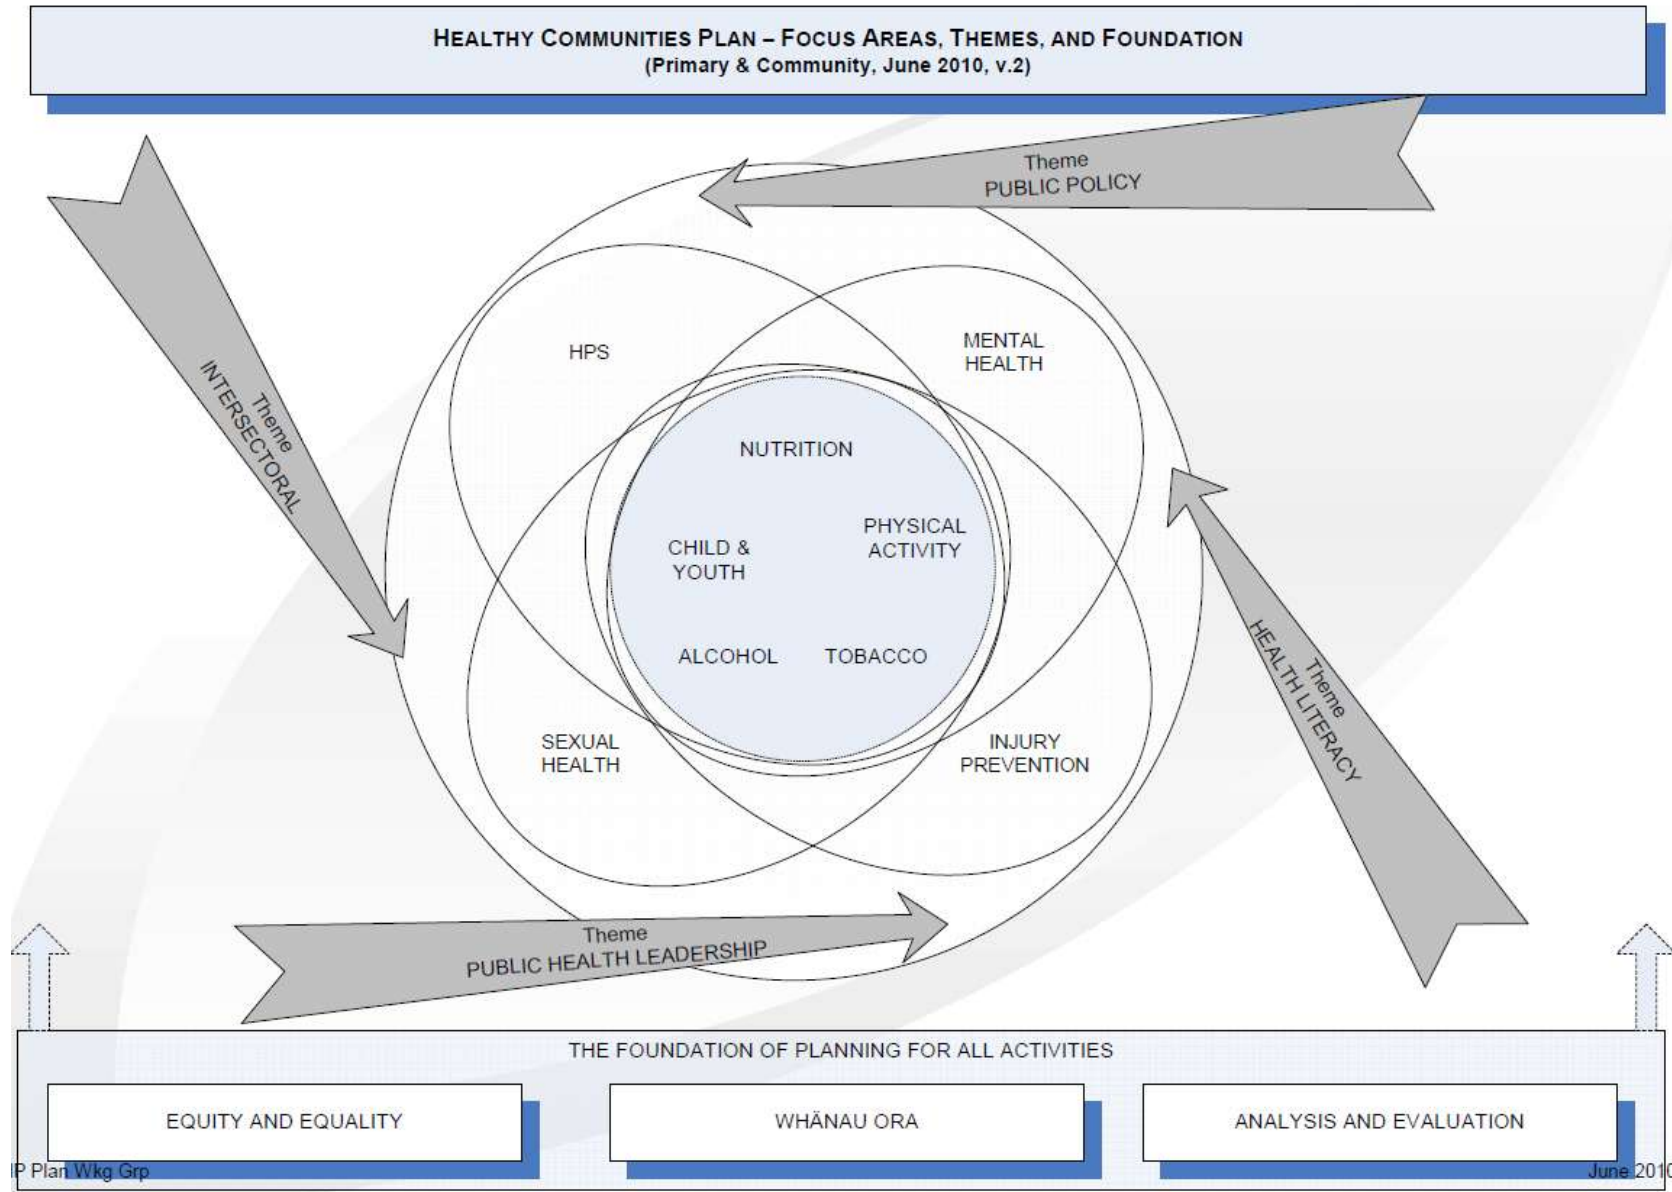 HEALTHY COMMUNITIES PLAN – FOCUS AREAS, THEMES, AND FOUNDATION
(Primary & Community, June 2010, v.2)
Theme
PUBLIC POLICY
Theme
INTERSECTORAL
HPS
MENTAL
HEALTH
NUTRITION
PHYSICAL
ACTIVITY
CHILD &
YOUTH
ALCOHOL
TOBACCO
SEXUAL
HEALTH
INJURY
PREVENTION
Theme
HEALTH LITERACY
Theme
PUBLIC HEALTH LEADERSHIP
THE FOUNDATION OF PLANNING FOR ALL ACTIVITIES
EQUITY AND EQUALITY
WHÄNAU ORA
ANALYSIS AND EVALUATION
IP Plan Wkg Grp
June 2010